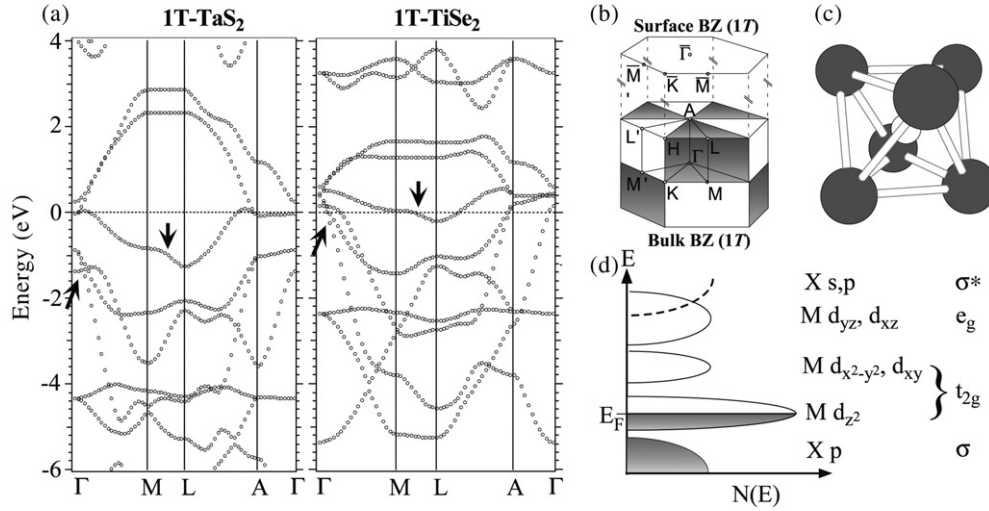 (a)
1T-TaS2
1T-TiSe2
Energy (eV)
4
2
0
-2
-4
-6
Γ M L A Γ
Γ M L A Γ
(b)
Surface BZ (1T)
Γ̅
M̅' K̅ M̅
A
L' H L
Γ
M' K M
Bulk BZ (1T)
(c)
(d)
E
X s,p σ*
M dyz, dxz eg
M dx²-y², dxy
} t2g
EF M dz²
X p σ
N(E)